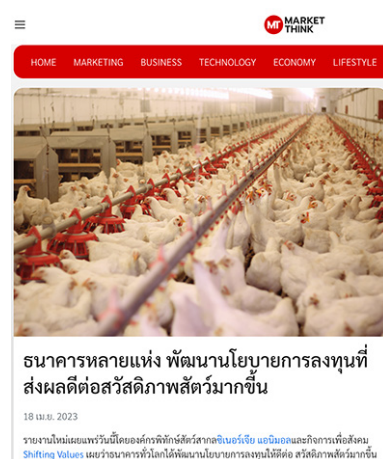 MT MARKET
THINK
HOME MARKETING BUSINESS TECHNOLOGY ECONOMY LIFESTYLE
ธนาคารหลายแห่ง พัฒนานโยบายการลงทุนที่
ส่งผลดีต่อสวัสดิภาพสัตว์มากขึ้น
18 เม.ย. 2023
รายงานใหม่เผยแพร่วันนี้โดยองค์กรพิทักษ์สัตว์สากลซิเนอร์เจีย แอนิมอลและกิจการเพื่อสังคม
Shifting Values เผยว่าธนาคารทั่วโลกได้พัฒนานโยบายการลงทุนให้ดีต่อ สวัสดิภาพสัตว์มากขึ้น